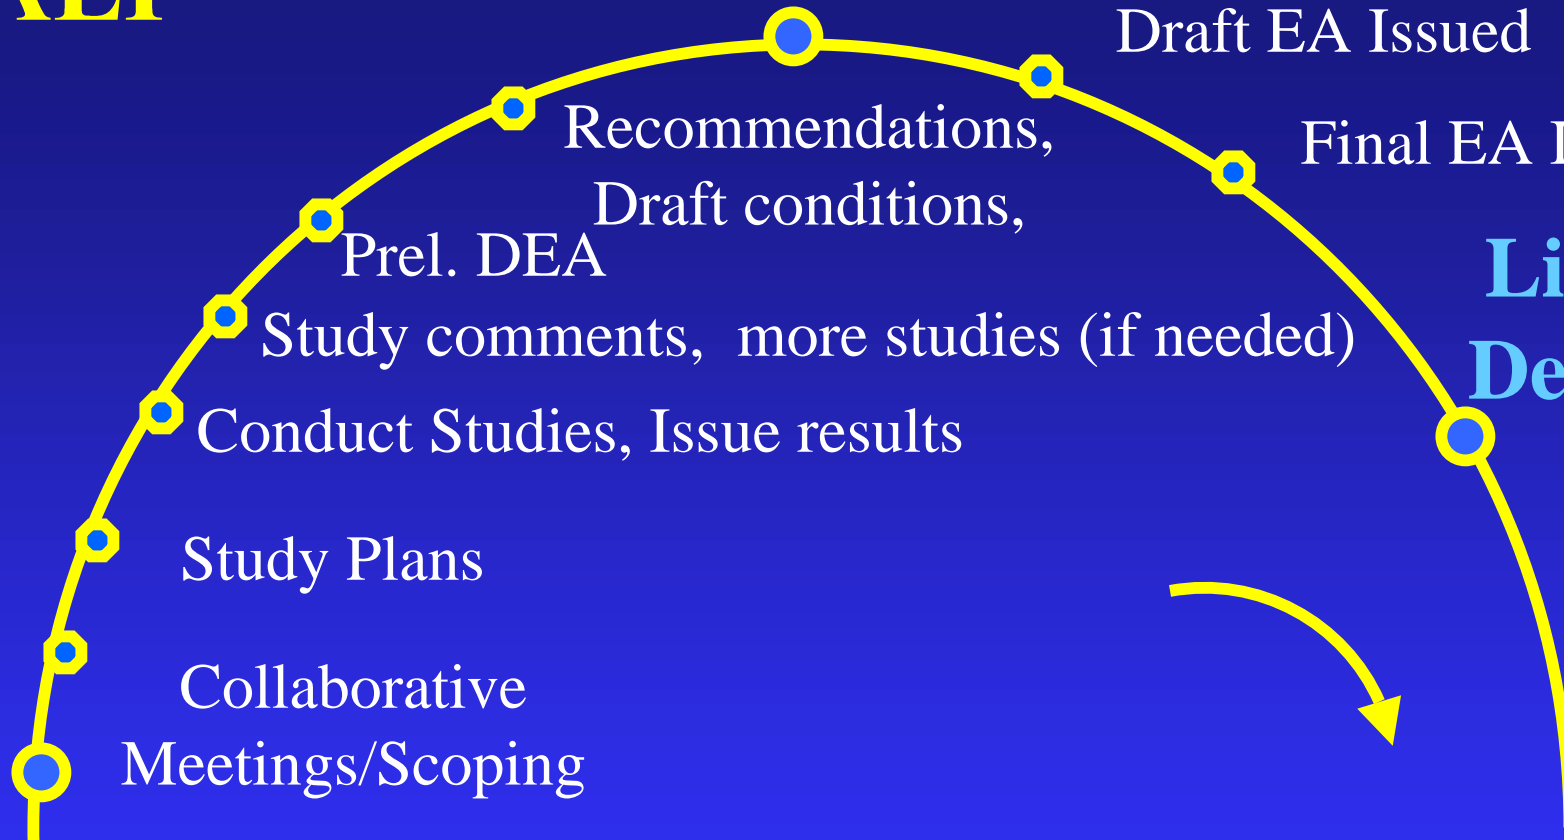 Draft EA Issued
Recommendations,
Final EA
Draft conditions,
Prel. DEA
Study comments, more studies (if needed)
Conduct Studies, Issue results
Study Plans
Collaborative
Meetings/Scoping